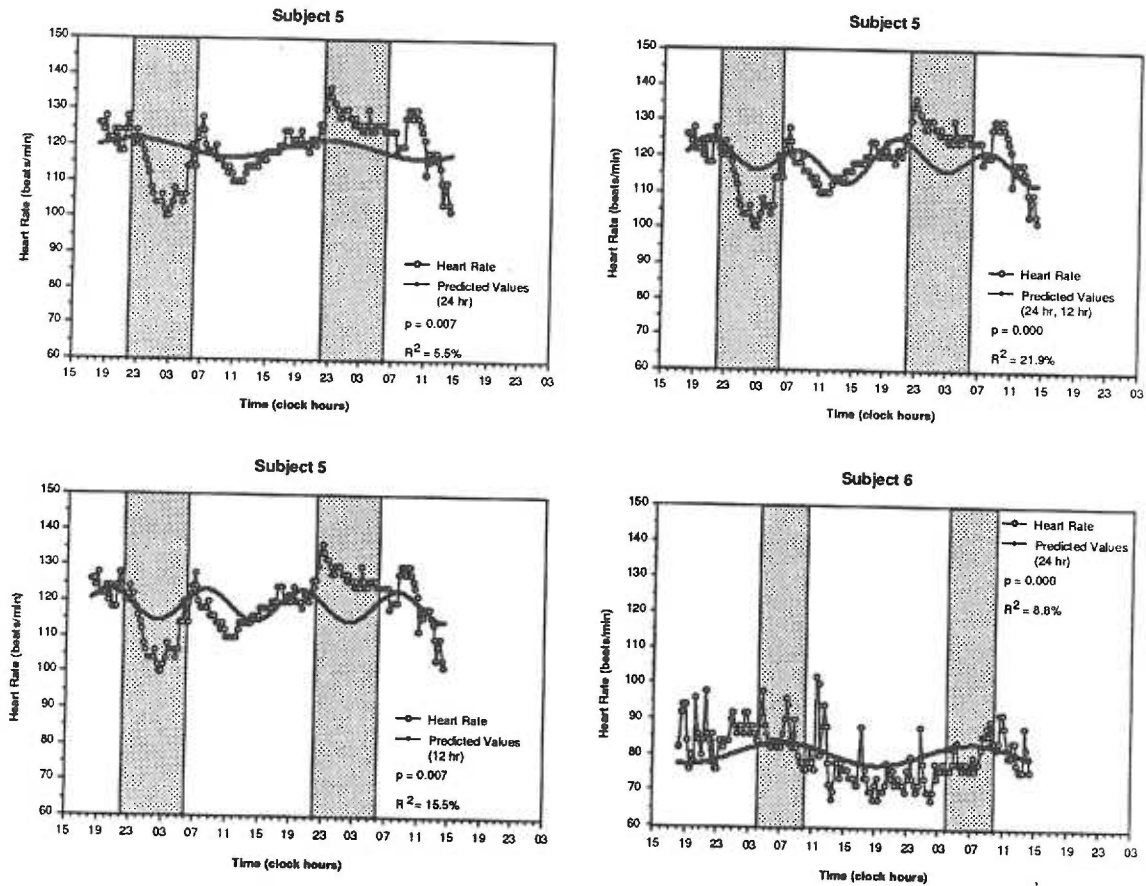 Subject 5
150
140
130
120
110
100
90
80
70
60
Heart Rate (beats/min)
Heart Rate
Predicted Values
(24 hr)
p = 0.007
R2 = 5.5%
15 19 23 03 07 11 15 19 23 03 07 11 15 19 23 03
Time (clock hours)
Subject 5
150
140
130
120
110
100
90
80
70
60
Heart Rate (beats/min)
Heart Rate
Predicted Values
(24 hr, 12 hr)
p = 0.000
R2 = 21.9%
15 19 23 03 07 11 15 19 23 03 07 11 15 19 23 03
Time (clock hours)
Subject 5
150
140
130
120
110
100
90
80
70
60
Heart Rate (beats/min)
Heart Rate
Predicted Values
(12 hr)
p = 0.007
R2 = 15.5%
15 19 23 03 07 11 15 19 23 03 07 11 15 19 23 03
Time (clock hours)
Subject 6
150
140
130
120
110
100
90
80
70
60
Heart Rate (beats/min)
Heart Rate
Predicted Values
(24 hr)
p = 0.000
R2 = 8.8%
15 19 23 03 07 11 15 19 23 03 07 11 15 19 23 03
Time (clock hours)